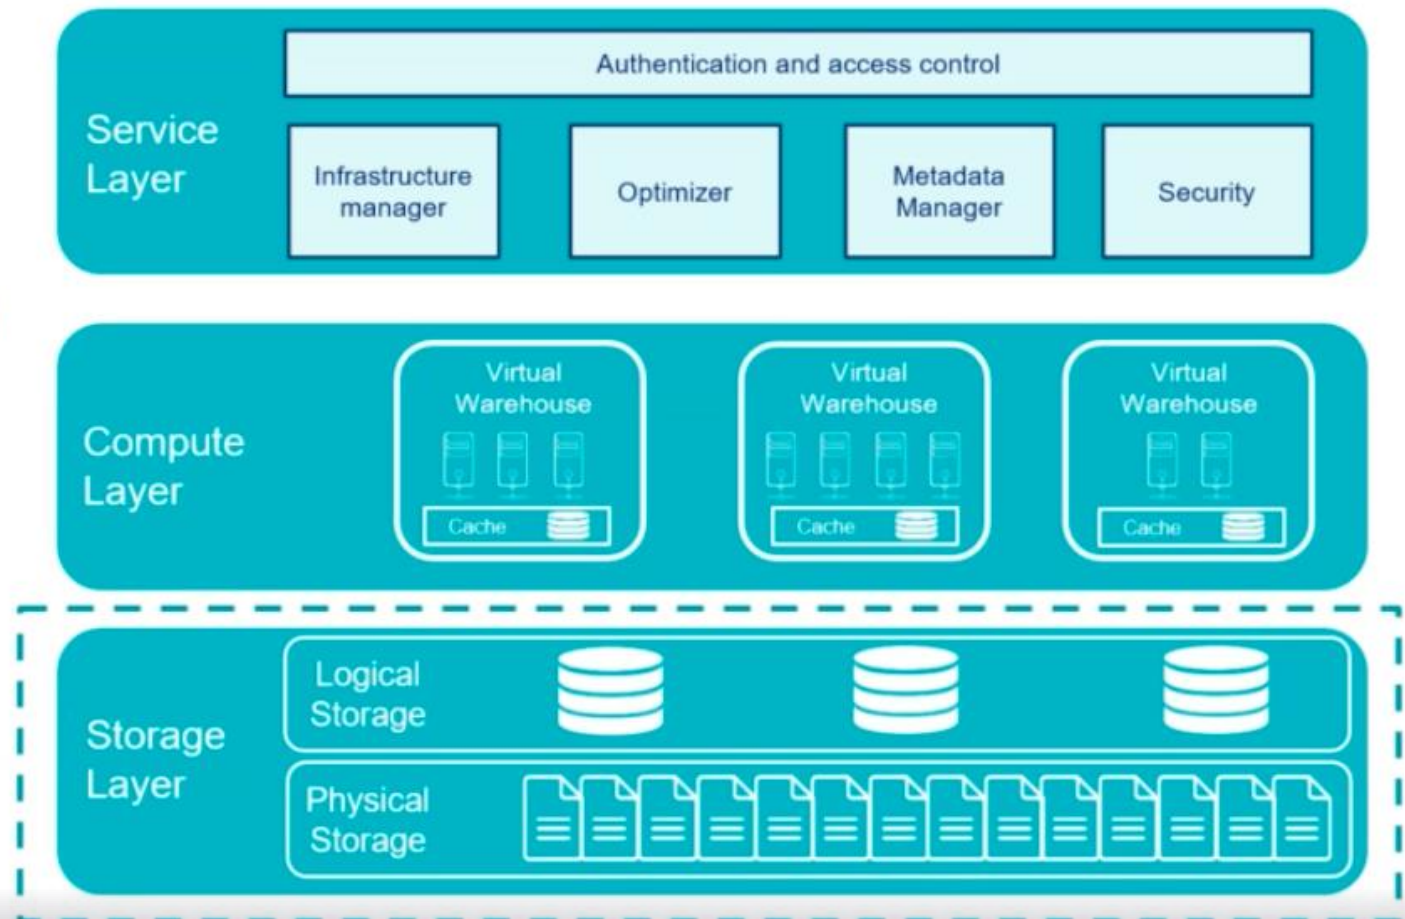 Authentication and access control
Service
Layer
Infrastructure
manager
Optimizer
Metadata
Manager
Security
Compute
Layer
Virtual
Warehouse
Cache
Virtual
Warehouse
Cache
Virtual
Warehouse
Cache
Storage
Layer
Logical
Storage
Physical
Storage